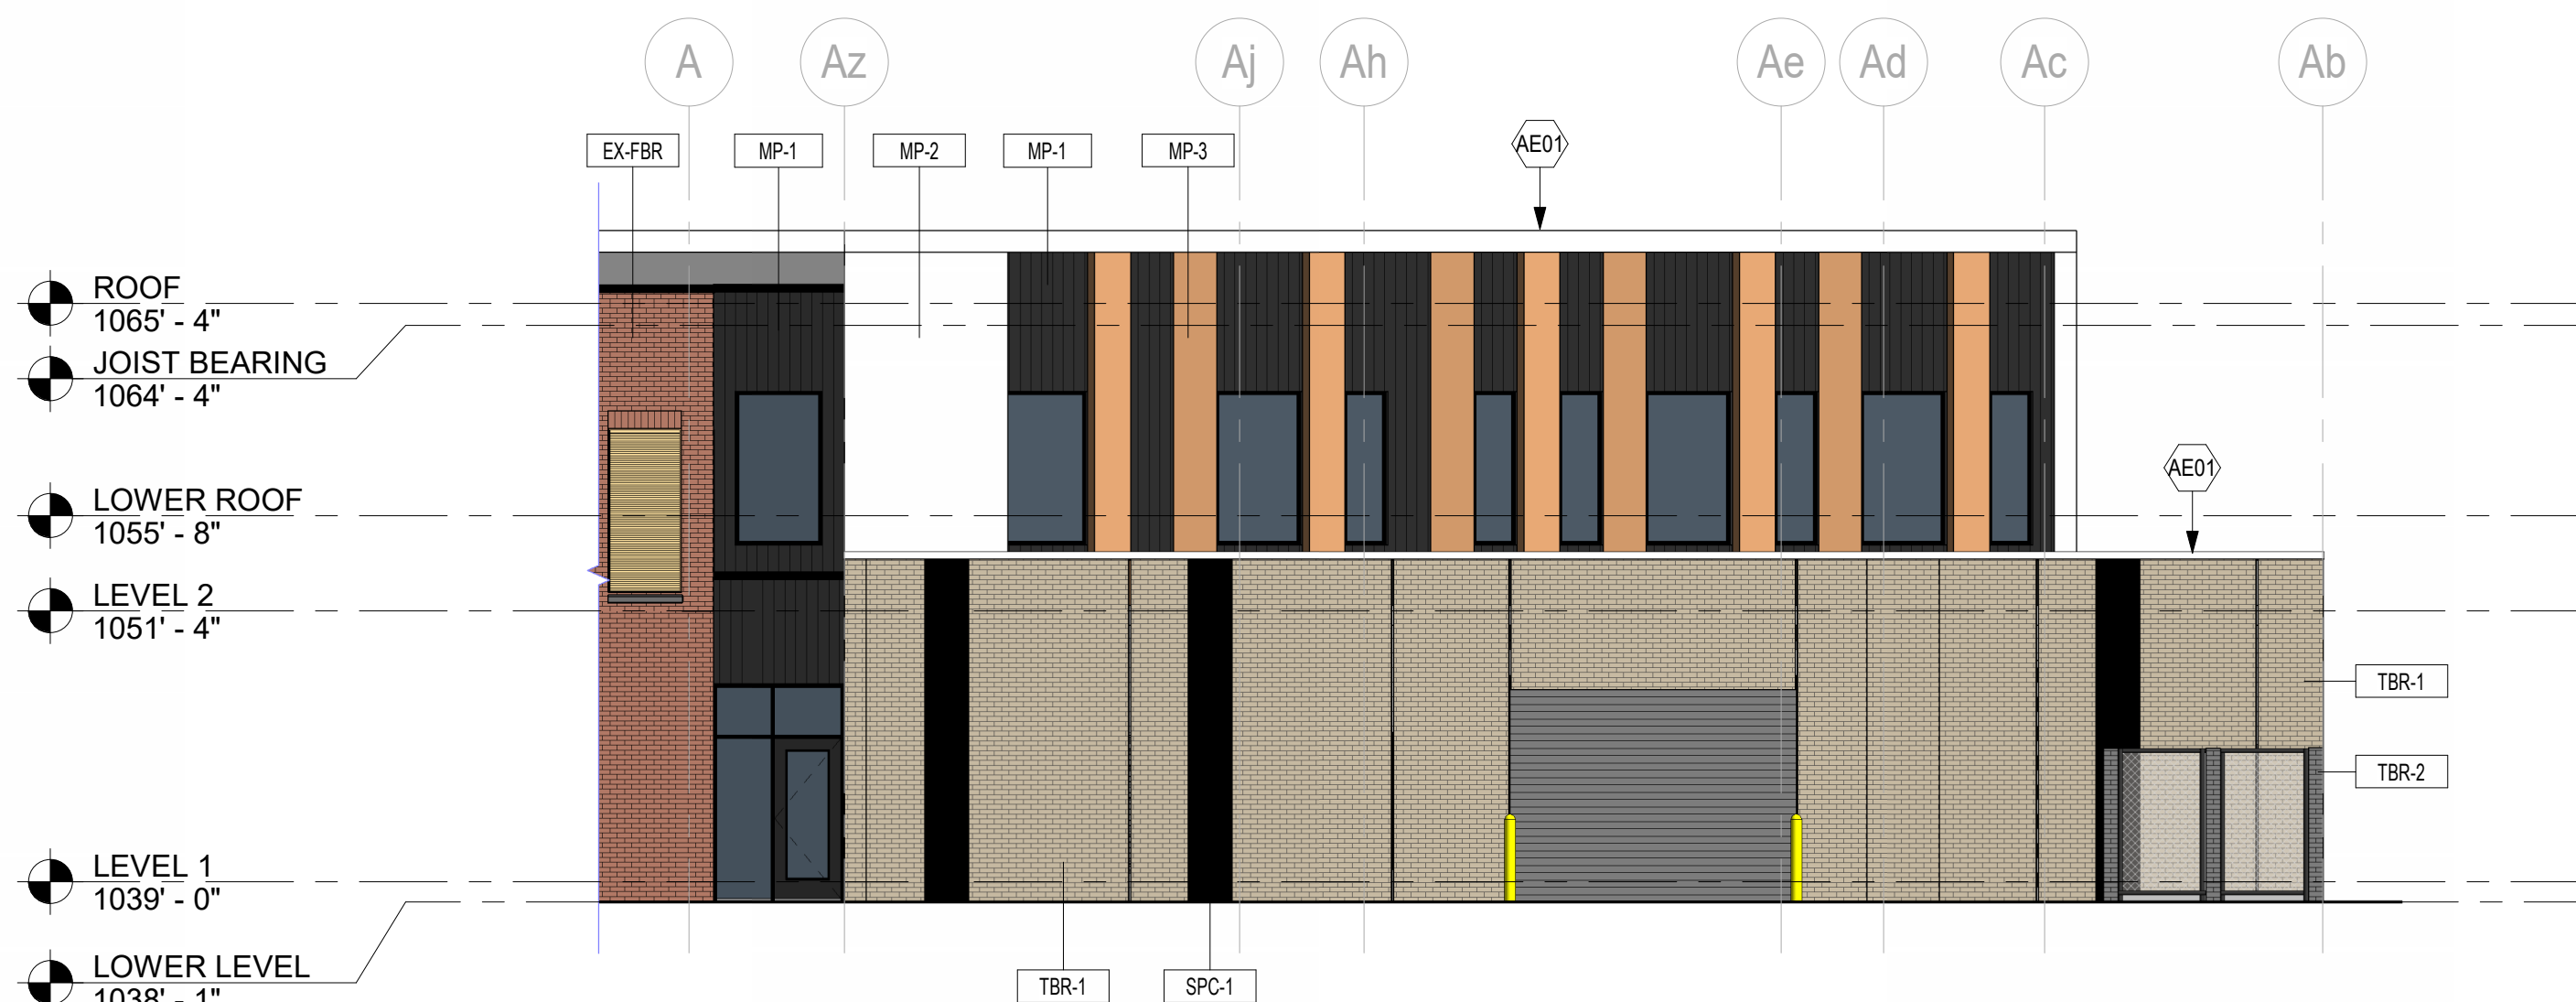 A Az Aj Ah Ae Ad Ac Ab
EX-FBR MP-1 MP-2 MP-1 MP-3 AE01
ROOF
1065' - 4"
JOIST BEARING
1064' - 4"
AE01
LOWER ROOF
1055' - 8"
LEVEL 2
1051' - 4"
TBR-1
TBR-2
LEVEL 1
1039' - 0"
LOWER LEVEL
1038' - 1"
TBR-1 SPC-1